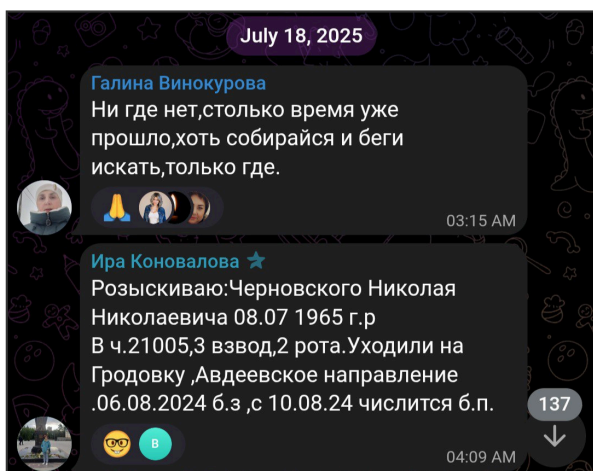 July 18, 2025
Галина Винокурова
Ни где нет,столько время уже
прошло,хоть собирайся и беги
искать,только где.
03:15 AM
Ира Коновалова
Розыскиваю:Черновского Николая
Николаевича 08.07 1965 г.р
В ч.21005,3 взвод,2 рота.Уходили на
Гродовку ,Авдеевское направление
.06.08.2024 б.з ,с 10.08.24 числится б.п.
137
В
04:09 AM